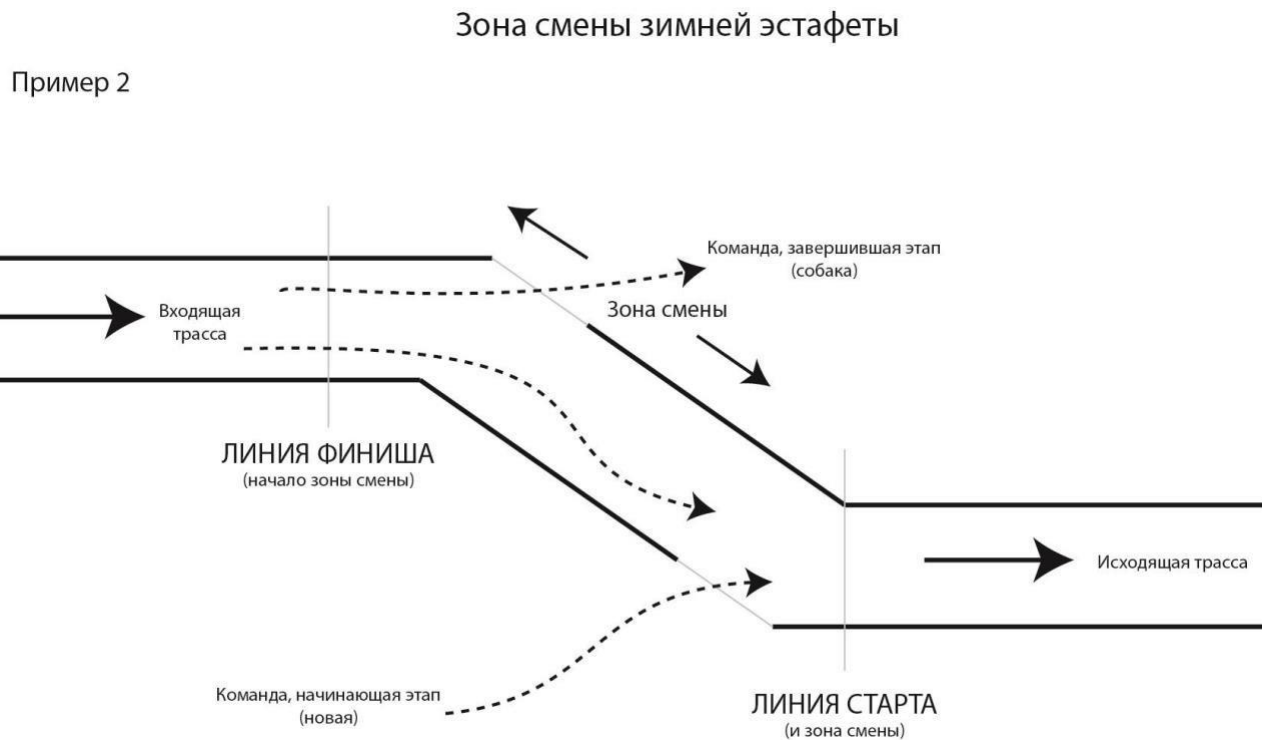 Зона смены зимней эстафеты
Пример 2
Команда, завершившая этап
(собака)
Зона смены
Входящая
трасса
ЛИНИЯ ФИНИША
(начало зоны смены)
Исходящая трасса
Команда, начинающая этап
(новая)
ЛИНИЯ СТАРТА
(и зона смены)